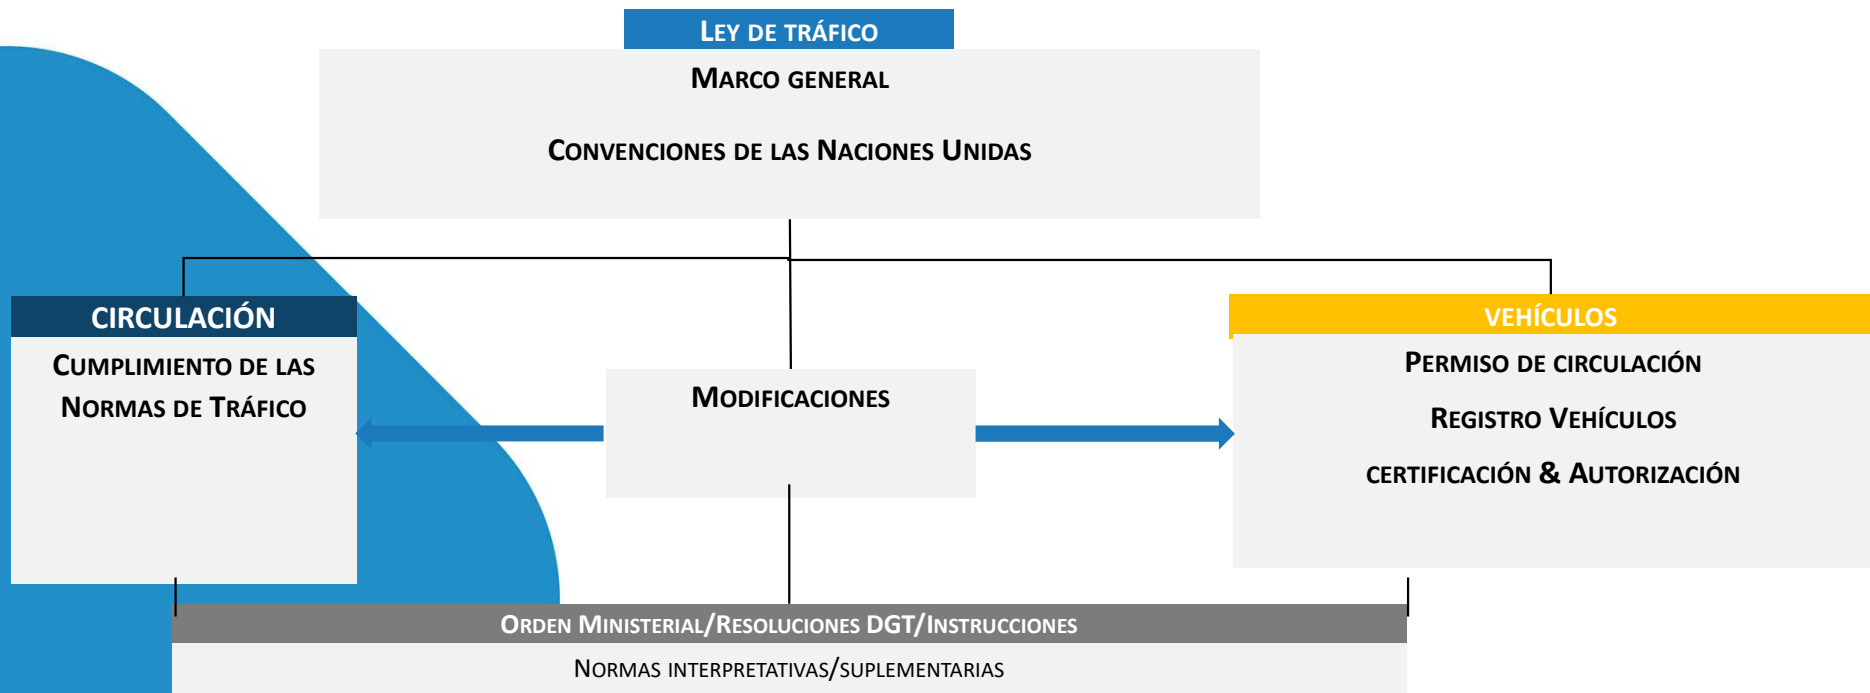 LEY DE TRÁFICO
MARCO GENERAL
CONVENCIONES DE LAS NACIONES UNIDAS
CIRCULACIÓN
CUMPLIMIENTO DE LAS
NORMAS DE TRÁFICO
MODIFICACIONES
VEHÍCULOS
PERMISO DE CIRCULACIÓN
REGISTRO VEHÍCULOS
CERTIFICACIÓN & AUTORIZACIÓN
ORDEN MINISTERIAL/RESOLUCIONES DGT/INSTRUCCIONES
NORMAS INTERPRETATIVAS/SUPLEMENTARIAS